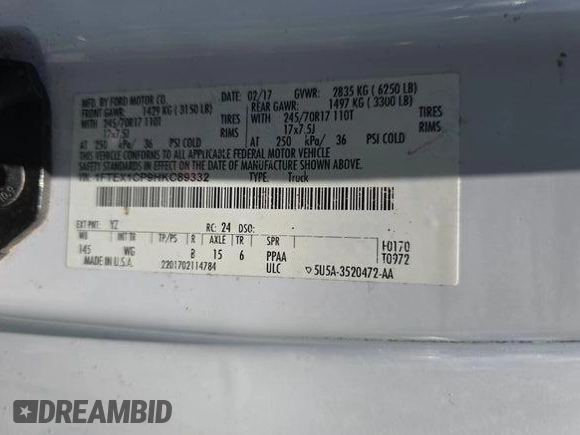 MFD. BY FORD MOTOR CO.
DATE: 02/17 GVWR: 2835 KG ( 6250 LB)
FRONT GAWR: 1429 KG ( 3150 LB) REAR GAWR: 1497 KG ( 3300 LB)
WITH 245/70R17 110T TIRES WITH 245/70R17 110T TIRES
17x7.5J RIMS 17x7.5J RIMS
AT 250 kPa/ 36 PSI COLD AT 250 kPa/ 36 PSI COLD
THIS VEHICLE CONFORMS TO ALL APPLICABLE FEDERAL MOTOR VEHICLE
SAFETY, BUMPER, AND THEFT PREVENTION STANDARDS IN EFFECT ON THE DATE OF
MANUFACTURE SHOWN ABOVE.
VIN: 1FTEX1CP9HKC89332
TYPE: Truck
EXT PNT: YZ RC: 24 DSO:
WB INT TR TP/PS R AXLE TR SPR
145 WG B 15 6 PPAA
F0170
T0972
MADE IN U.S.A. 2201702114784 ULC ▽ 5U5A-3520472-AA
DREAMBID